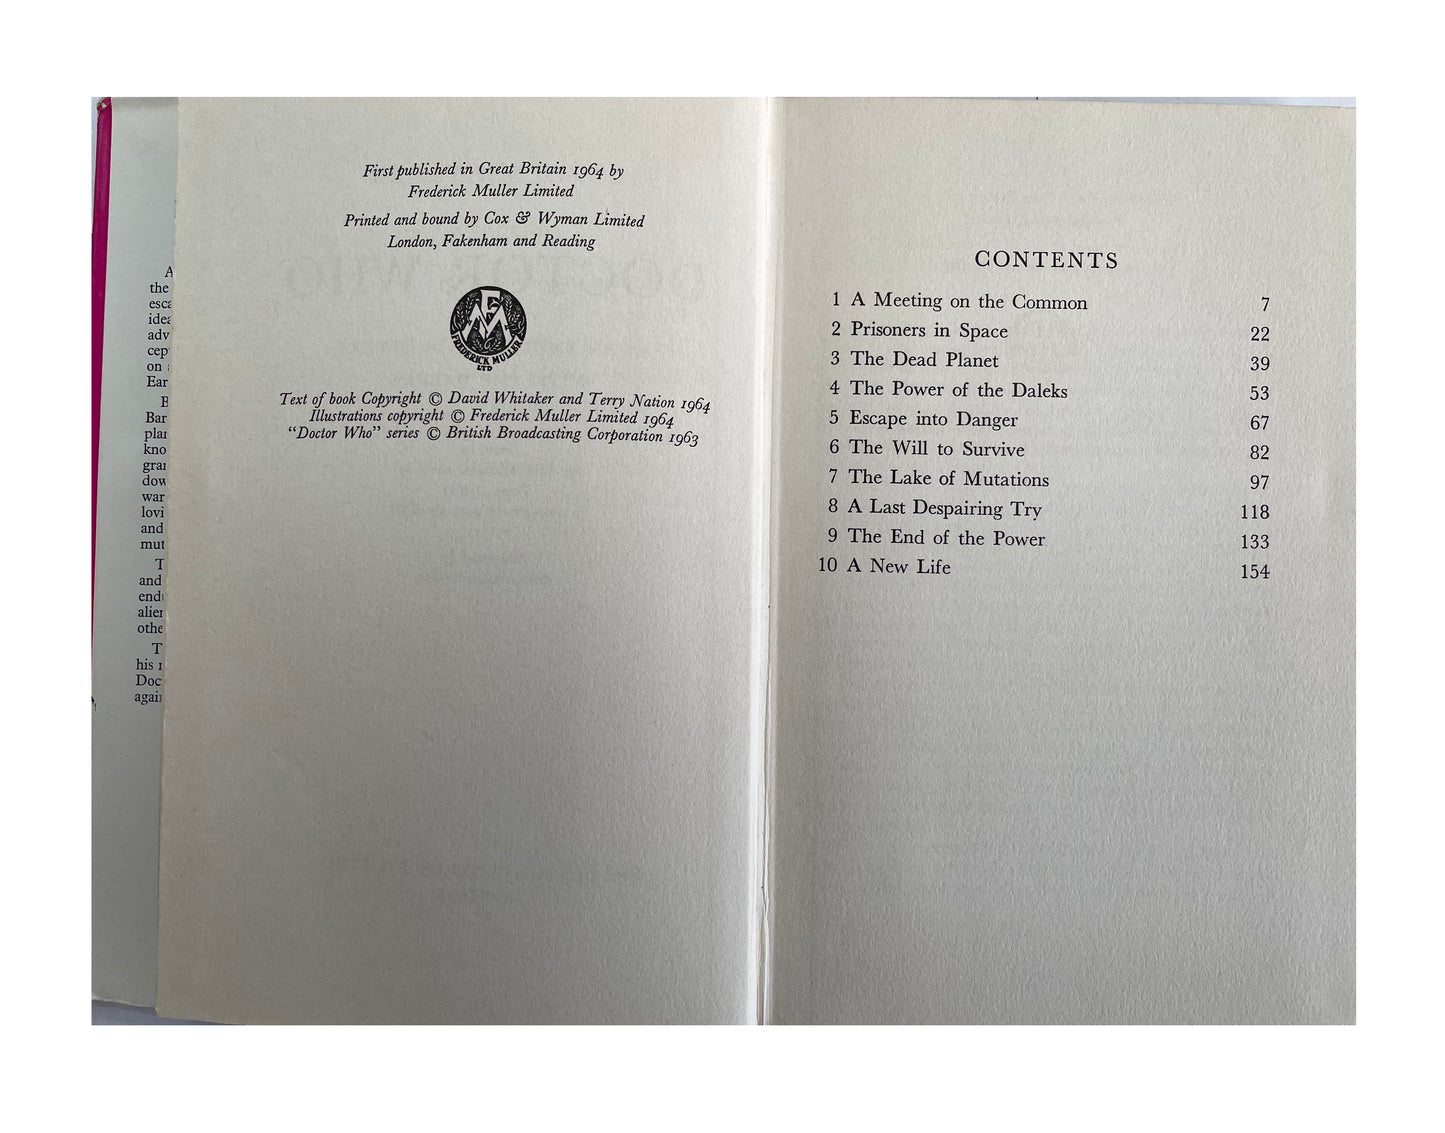 First published in Great Britain 1964 by
Frederick Muller Limited
Printed and bound by Cox & Wyman Limited
London, Fakenham and Reading
FM
FREDERICK MULLER
LTD
Text of book Copyright © David Whitaker and Terry Nation 1964
Illustrations copyright © Frederick Muller Limited 1964
“Doctor Who” series © British Broadcasting Corporation 1963
CONTENTS
1 A Meeting on the Common 7
2 Prisoners in Space 22
3 The Dead Planet 39
4 The Power of the Daleks 53
5 Escape into Danger 67
6 The Will to Survive 82
7 The Lake of Mutations 97
8 A Last Despairing Try 118
9 The End of the Power 133
10 A New Life 154